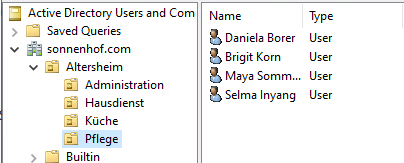 Active Directory Users and Com
Saved Queries
sonnenhof.com
Altersheim
Administration
Hausdienst
Küche
Pflege
Builtin
Name Type
Daniela Borer User
Brigit Korn User
Maya Somm... User
Selma Inyang User